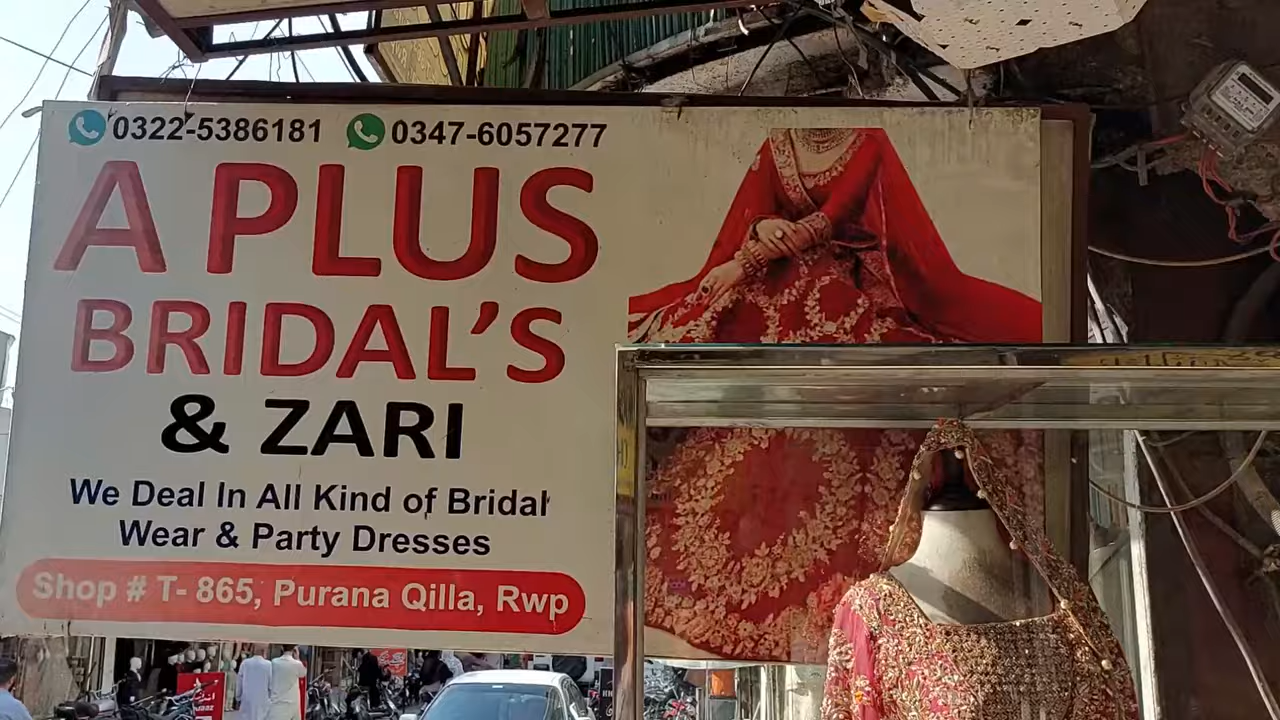 0322-5386181 0347-6057277
A PLUS
BRIDAL'S
& ZARI
We Deal In All Kind of Bridal
Wear & Party Dresses
Shop # T- 865, Purana Qilla, Rwp